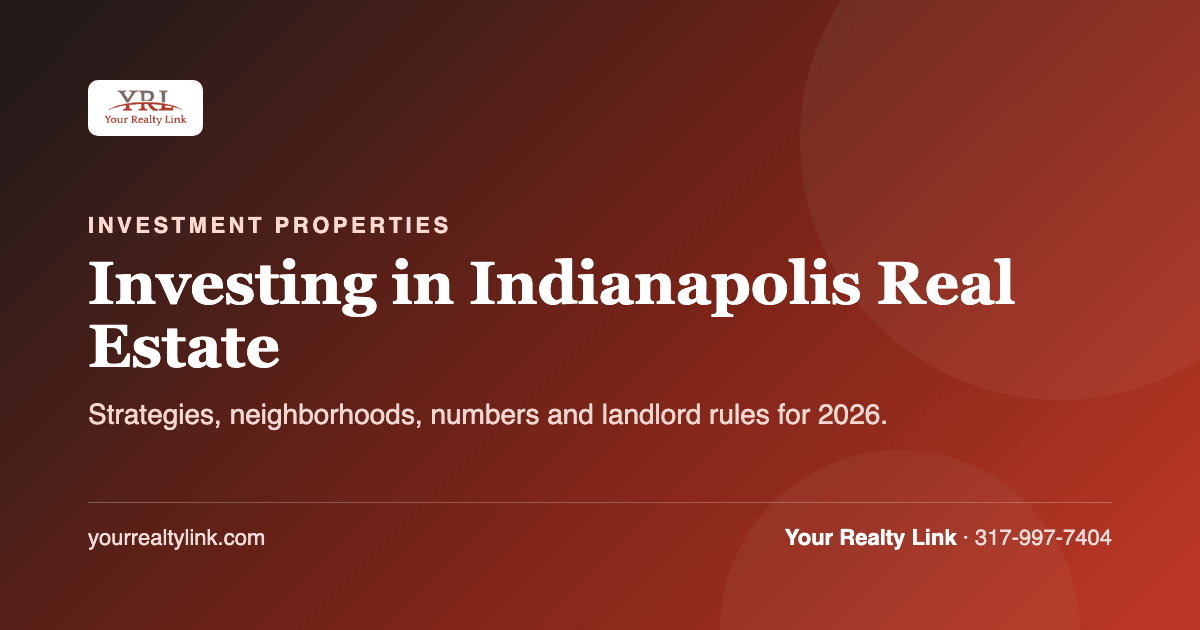 YRL
Your Realty Link
INVESTMENT PROPERTIES
Investing in Indianapolis Real
Estate
Strategies, neighborhoods, numbers and landlord rules for 2026.
yourrealtylink.com
Your Realty Link · 317-997-7404